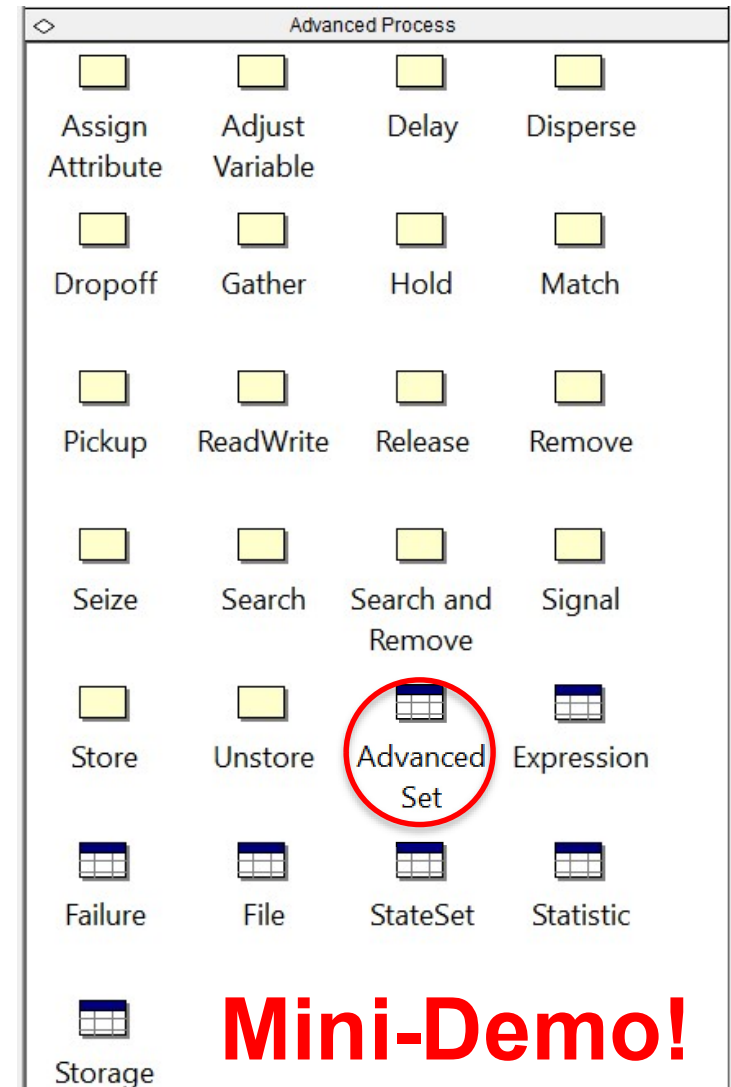 Advanced Process
Assign Attribute
Adjust Variable
Delay
Disperse
Dropoff
Gather
Hold
Match
Pickup
ReadWrite
Release
Remove
Seize
Search
Search and Remove
Signal
Store
Unstore
Advanced Set
Expression
Failure
File
StateSet
Statistic
Storage
Mini-Demo!